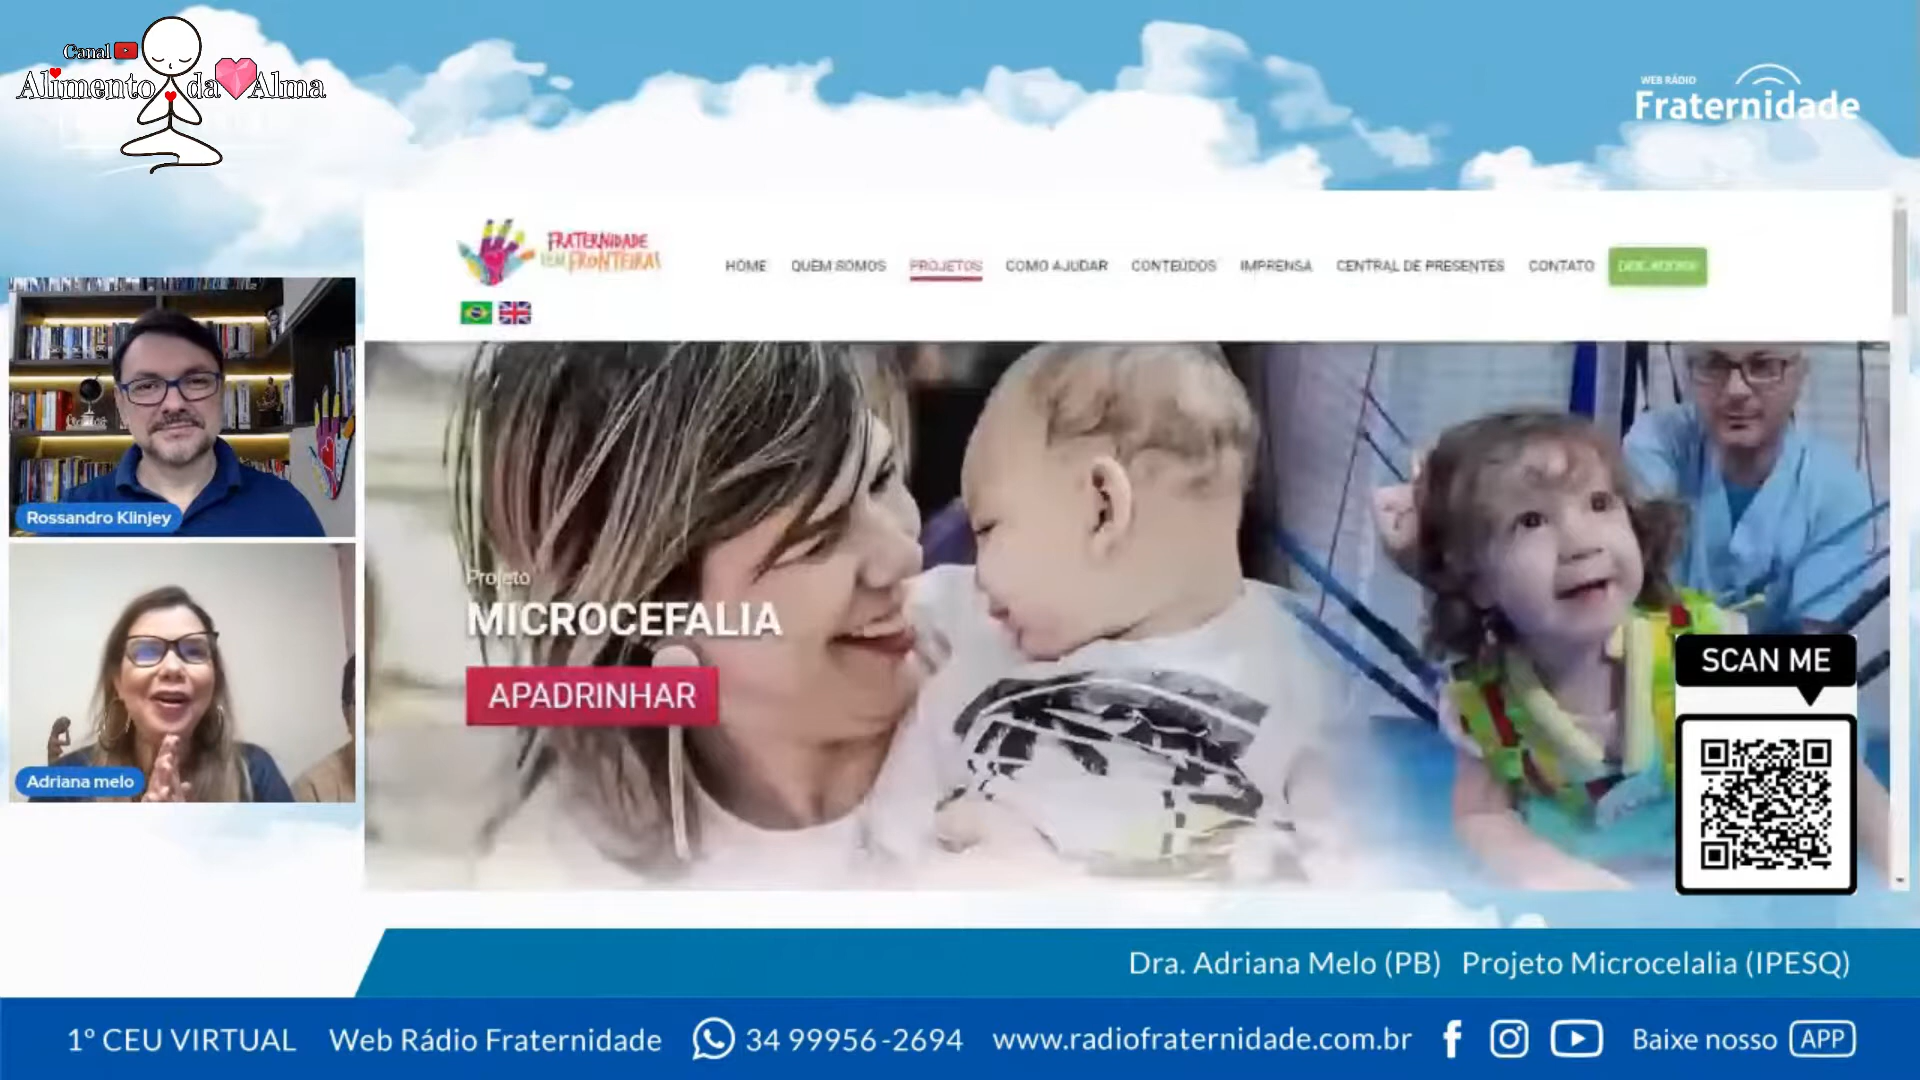 Canal
Alimento da Alma
WEB RÁDIO
Fraternidade
FRATERNIDADE
SEM FRONTEIRAS
HOME QUEM SOMOS PROJETOS COMO AJUDAR CONTEÚDOS IMPRENSA CENTRAL DE PRESENTES CONTATO
Rossandro Klinjey
Adriana melo
Projeto
MICROCEFALIA
APADRINHAR
SCAN ME
Dra. Adriana Melo (PB) Projeto Microcelalia (IPESQ)
1º CEU VIRTUAL Web Rádio Fraternidade 34 99956-2694 www.radiofraternidade.com.br Baixe nosso APP